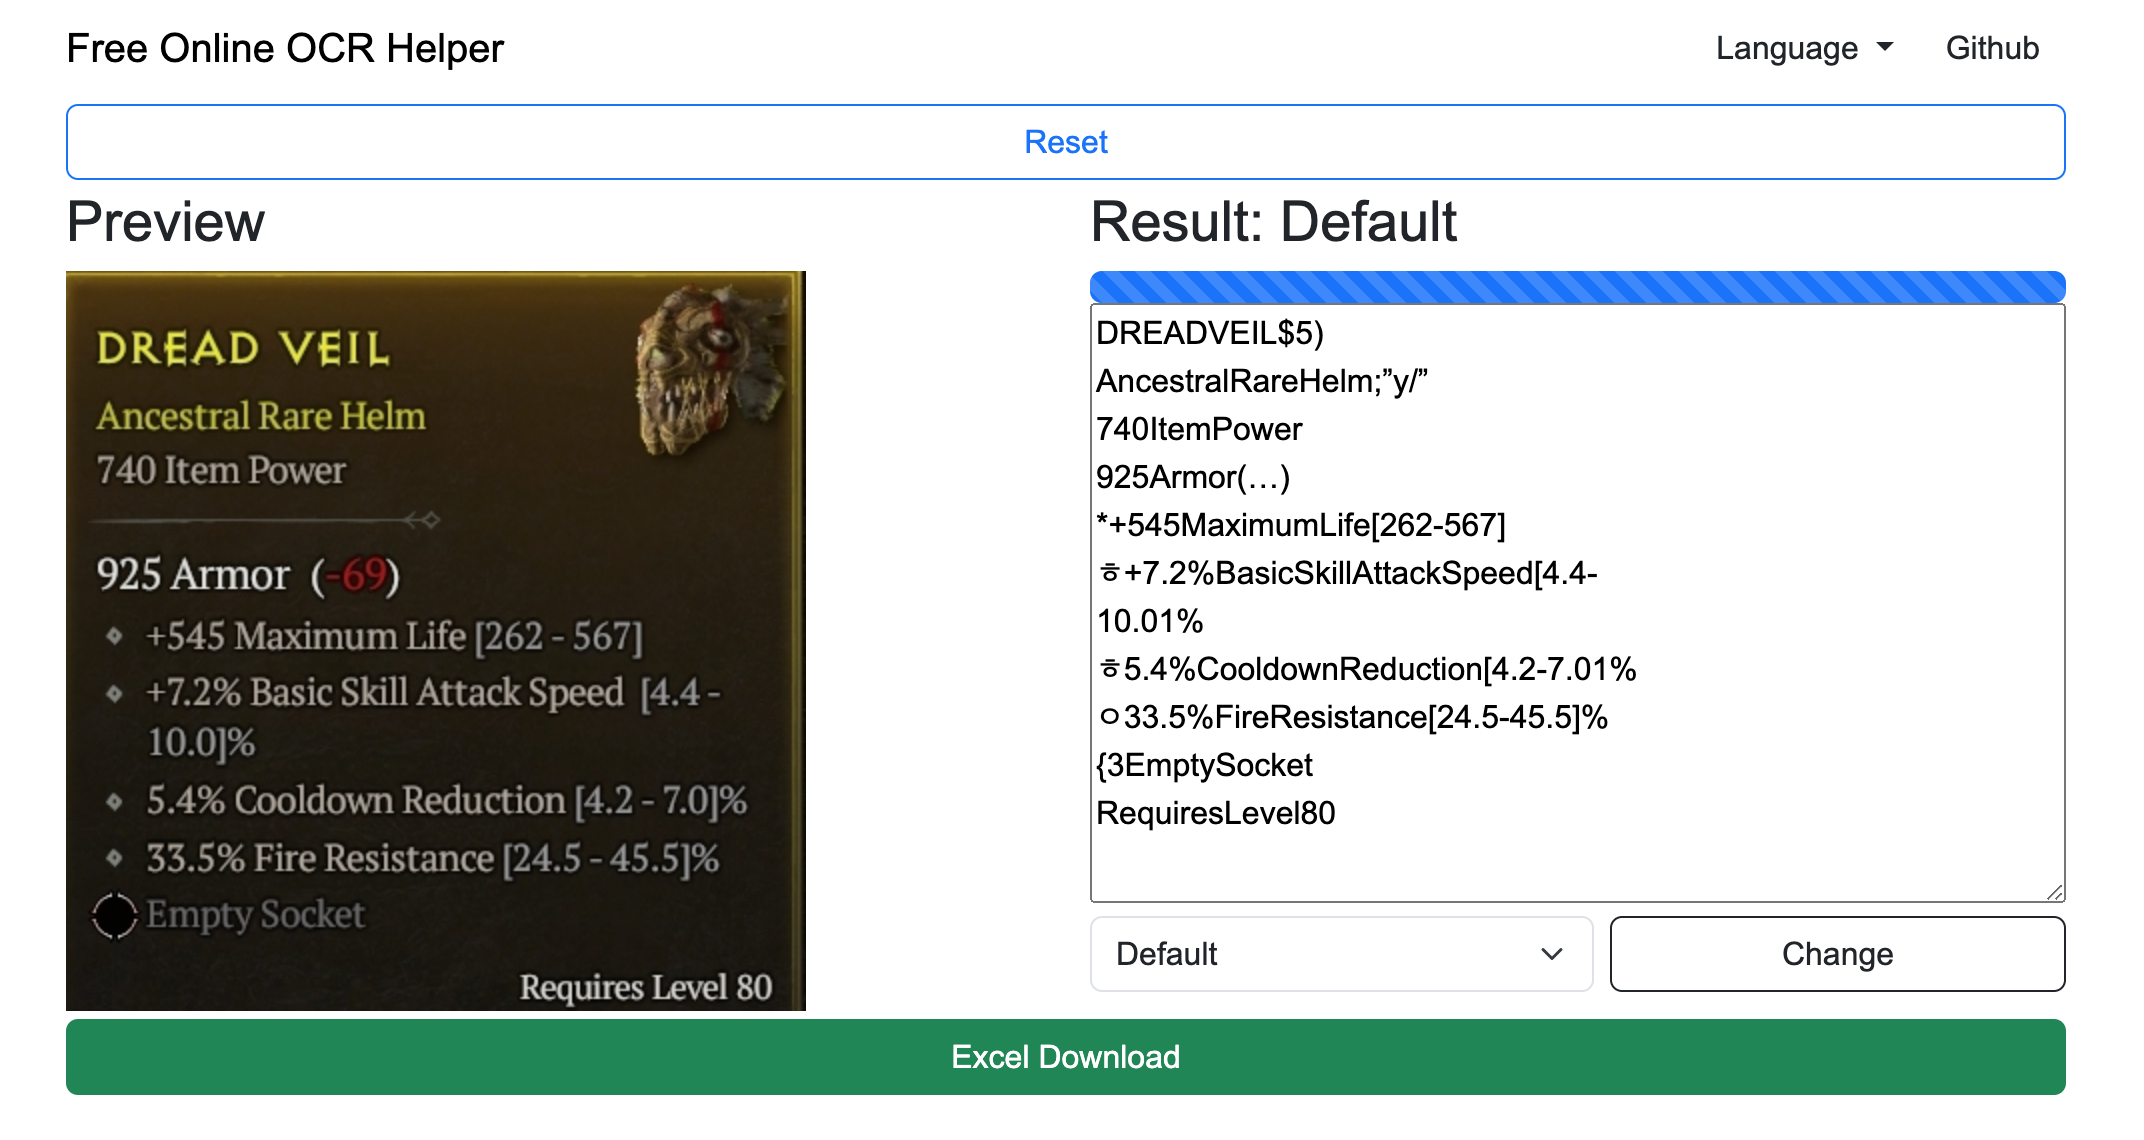 Free Online OCR Helper
Language
Github
Reset
Preview
DREAD VEIL
Ancestral Rare Helm
740 Item Power
925 Armor (-69)
+545 Maximum Life [262 - 567]
+7.2% Basic Skill Attack Speed [4.4 -
10.0]%
5.4% Cooldown Reduction [4.2 - 7.0]%
33.5% Fire Resistance [24.5 - 45.5]%
Empty Socket
Requires Level 80
Result: Default
DREADVEIL$5)
AncestralRareHelm;”y/”
740ItemPower
925Armor(…)
*+545MaximumLife[262-567]
ㅎ+7.2%BasicSkillAttackSpeed[4.4-
10.01%
ㅎ5.4%CooldownReduction[4.2-7.01%
ㅇ33.5%FireResistance[24.5-45.5]%
{3EmptySocket
RequiresLevel80
Default
Change
Excel Download